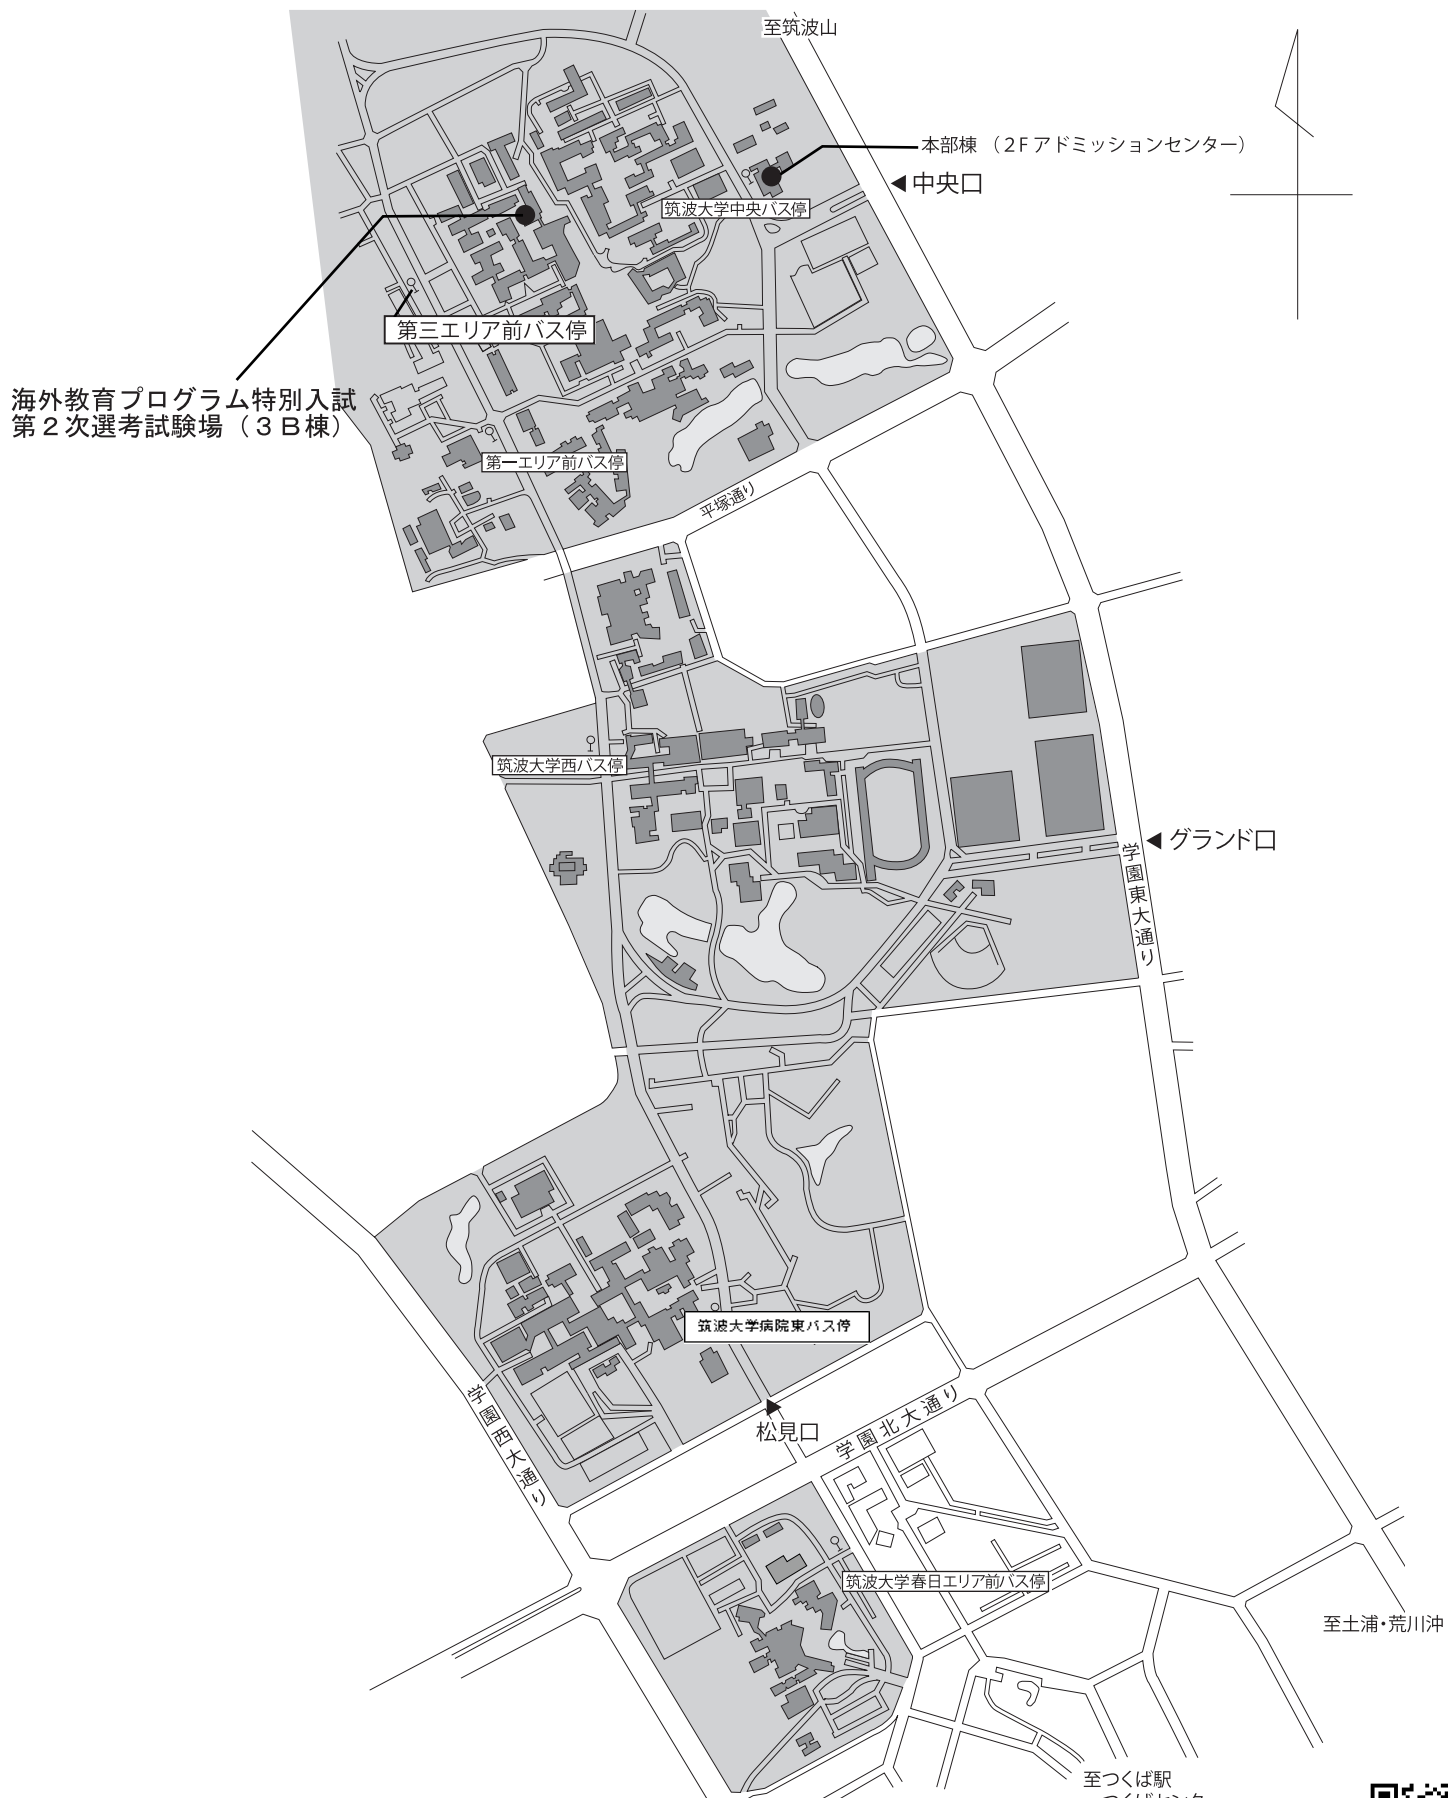 至筑波山
本部棟（2Fアドミッションセンター）
中央口
筑波大学中央バス停
第三エリア前バス停
海外教育プログラム特別入試
第２次選考試験場（３Ｂ棟）
第一エリア前バス停
平塚通り
筑波大学西バス停
グランド口
学園東大通り
筑波大学病院東バス停
学園西大通り
松見口
学園北大通り
筑波大学春日エリア前バス停
至土浦・荒川沖
至つくば駅